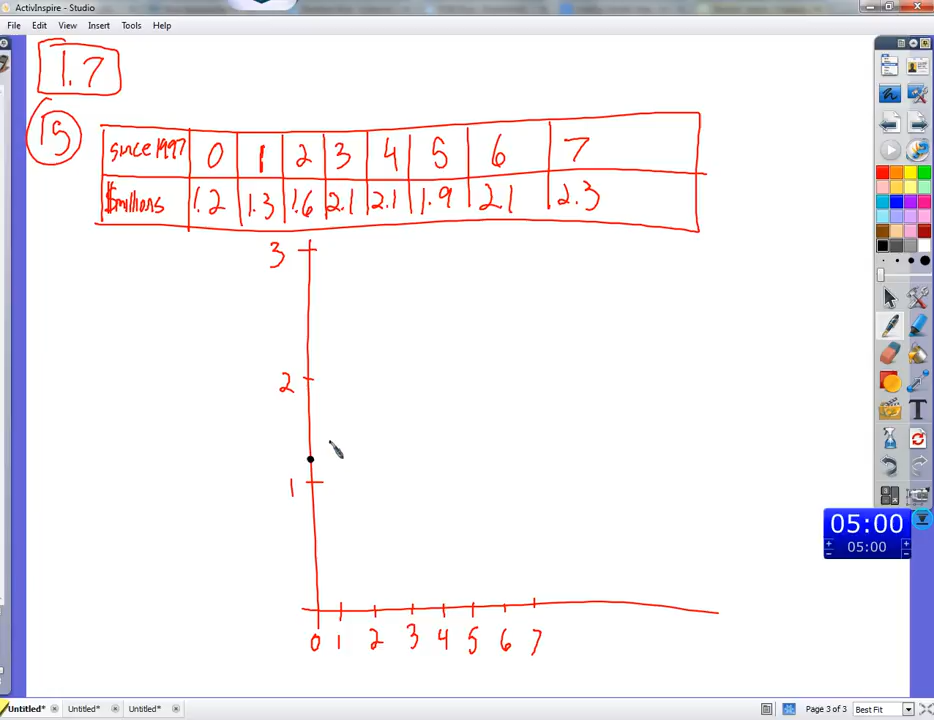 ActivInspire - Studio
File Edit View Insert Tools Help
1.7
15
since 1997 0 1 2 3 4 5 6 7
$millions 1.2 1.3 1.6 2.1 2.1 1.9 2.1 2.3
3
2
1
0 1 2 3 4 5 6 7
05:00
05:00
Untitled* Untitled* Untitled* Page 3 of 3 Best Fit